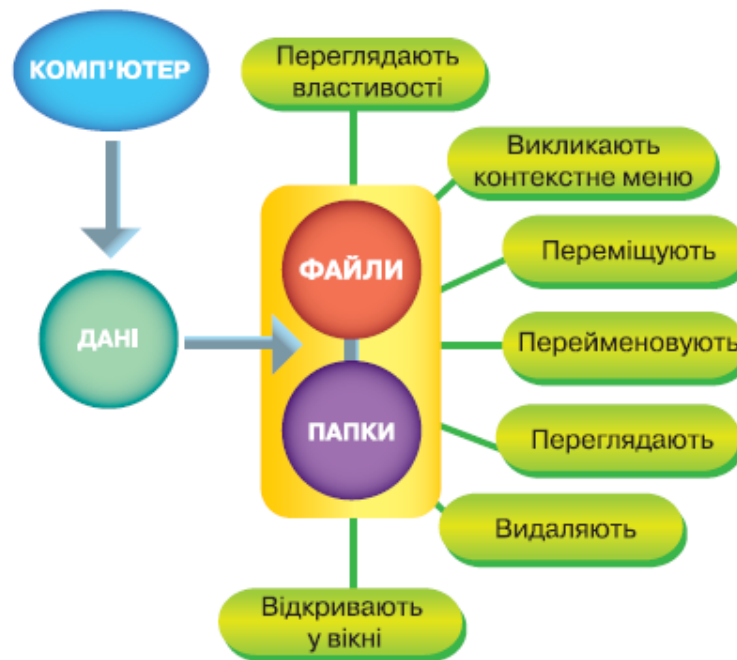 КОМП'ЮТЕР
Переглядають
властивості
Викликають
контекстне меню
ФАЙЛИ
Переміщують
ДАНІ
Перейменовують
ПАПКИ
Переглядають
Видаляють
Відкривають
у вікні